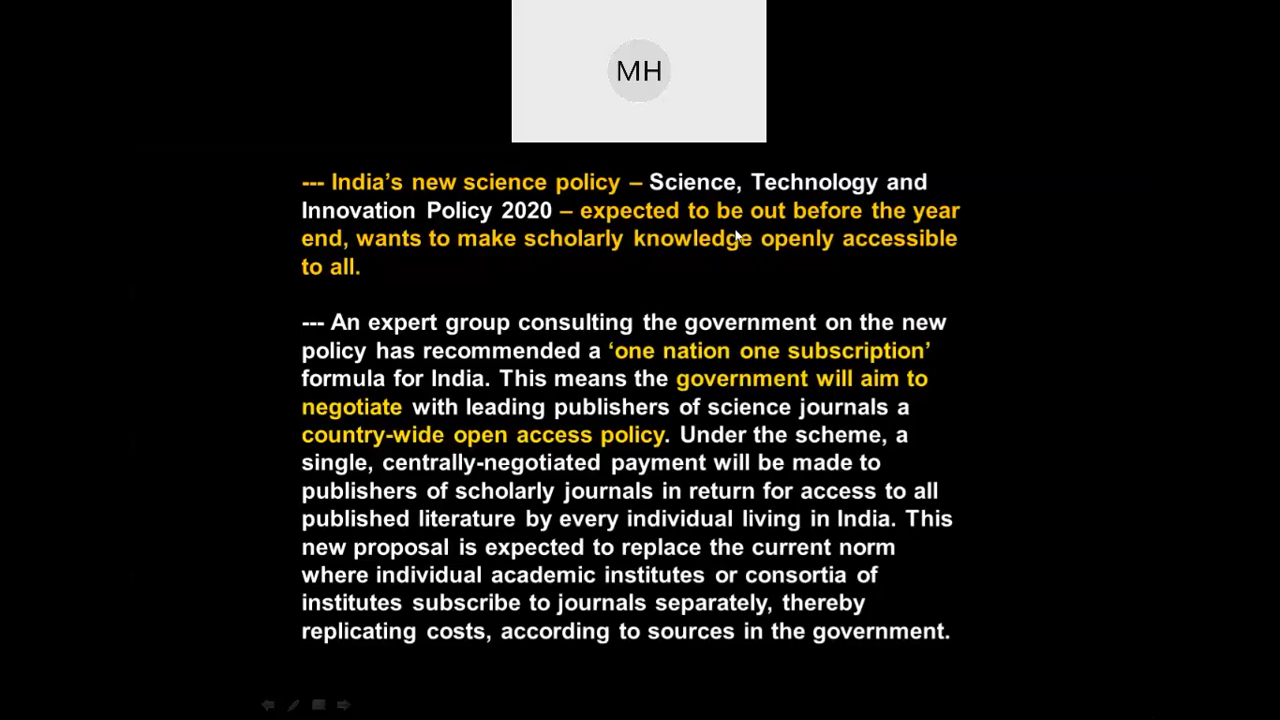 MH
--- India’s new science policy – Science, Technology and
Innovation Policy 2020 – expected to be out before the year
end, wants to make scholarly knowledge openly accessible
to all.
--- An expert group consulting the government on the new
policy has recommended a ‘one nation one subscription’
formula for India. This means the government will aim to
negotiate with leading publishers of science journals a
country-wide open access policy. Under the scheme, a
single, centrally-negotiated payment will be made to
publishers of scholarly journals in return for access to all
published literature by every individual living in India. This
new proposal is expected to replace the current norm
where individual academic institutes or consortia of
institutes subscribe to journals separately, thereby
replicating costs, according to sources in the government.